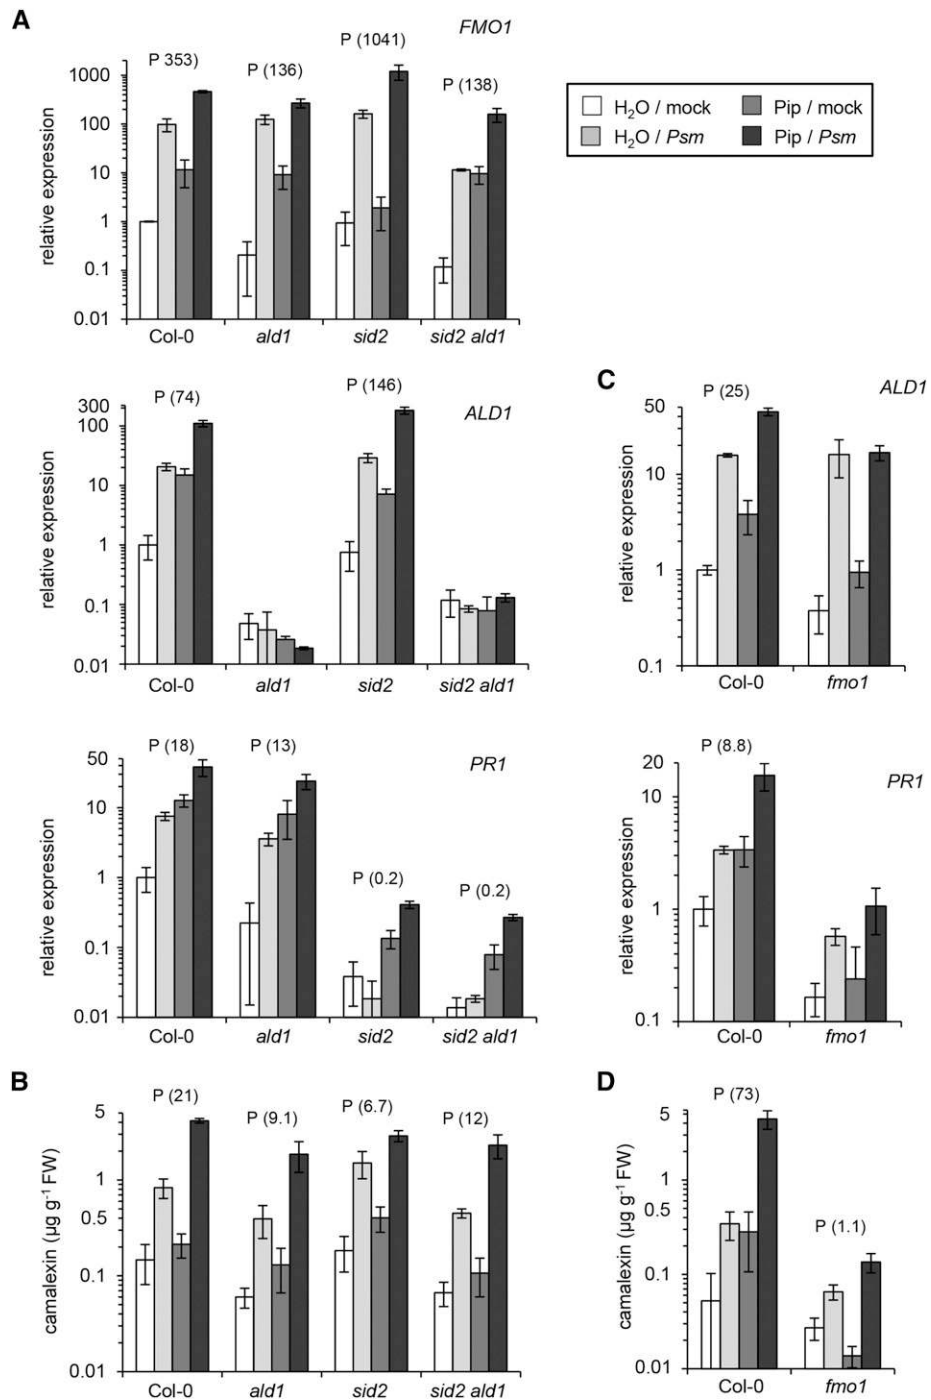 A
FMO1
P 353)
P (136)
P (1041)
P (138)
relative expression
1000
100
10
1
0.1
0.01
Col-0
ald1
sid2
sid2 ald1
H₂O / mock
Pip / mock
H₂O / Psm
Pip / Psm
ALD1
P (74)
P (146)
relative expression
300
100
10
1
0.1
0.01
Col-0
ald1
sid2
sid2 ald1
C
ALD1
P (25)
relative expression
50
10
1
0.1
Col-0
fmo1
PR1
P (18)
P (13)
P (0.2)
P (0.2)
relative expression
50
10
1
0.1
0.01
Col-0
ald1
sid2
sid2 ald1
PR1
P (8.8)
relative expression
20
10
1
0.1
Col-0
fmo1
B
P (21)
P (9.1)
P (6.7)
P (12)
camalexin (µg g⁻¹ FW)
5
1
0.5
0.1
0.01
Col-0
ald1
sid2
sid2 ald1
D
P (73)
P (1.1)
camalexin (µg g⁻¹ FW)
5
1
0.5
0.1
0.01
Col-0
fmo1